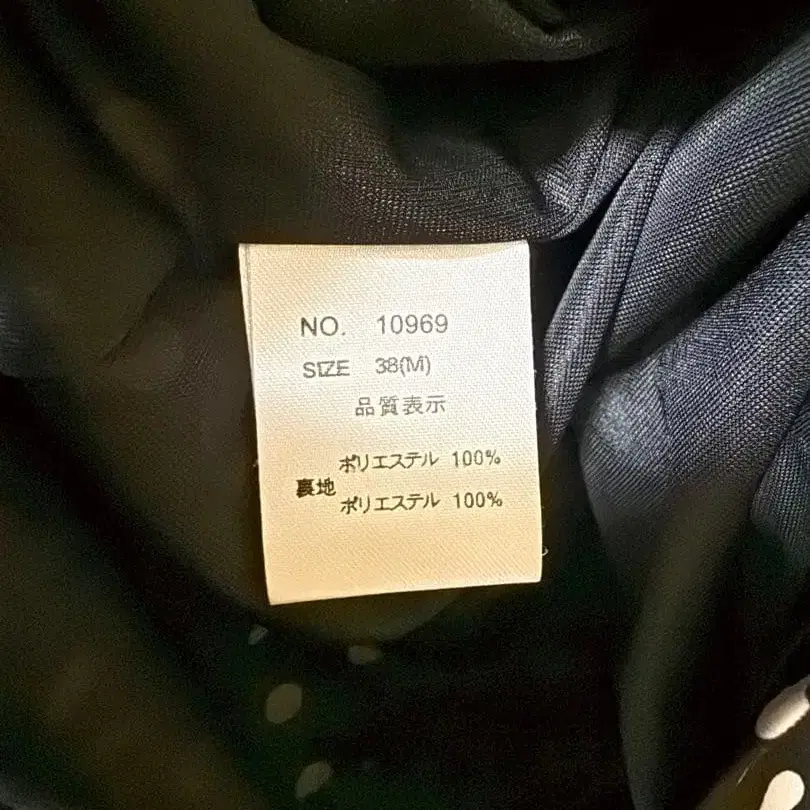 NO. 10969
SIZE 38(M)
品質表示
ポリエステル 100%
裏地
ポリエステル 100%